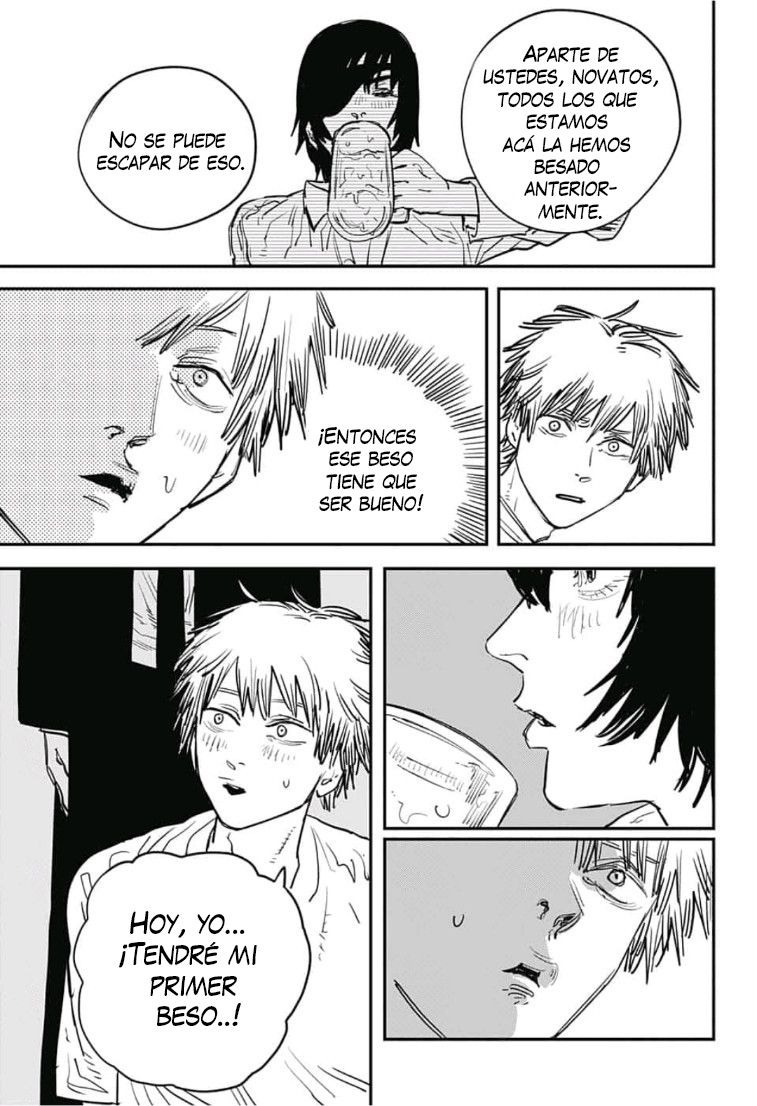 APARTE DE
USTEDES, NOVATOS,
TODOS LOS QUE
ESTAMOS
ACÁ LA HEMOS
BESADO
ANTERIOR-
MENTE.
NO SE PUEDE
ESCAPAR DE ESO.
¡ENTONCES
ESE BESO
TIENE QUE
SER BUENO!
HOY, YO...
¡TENDRÉ MI
PRIMER
BESO..!